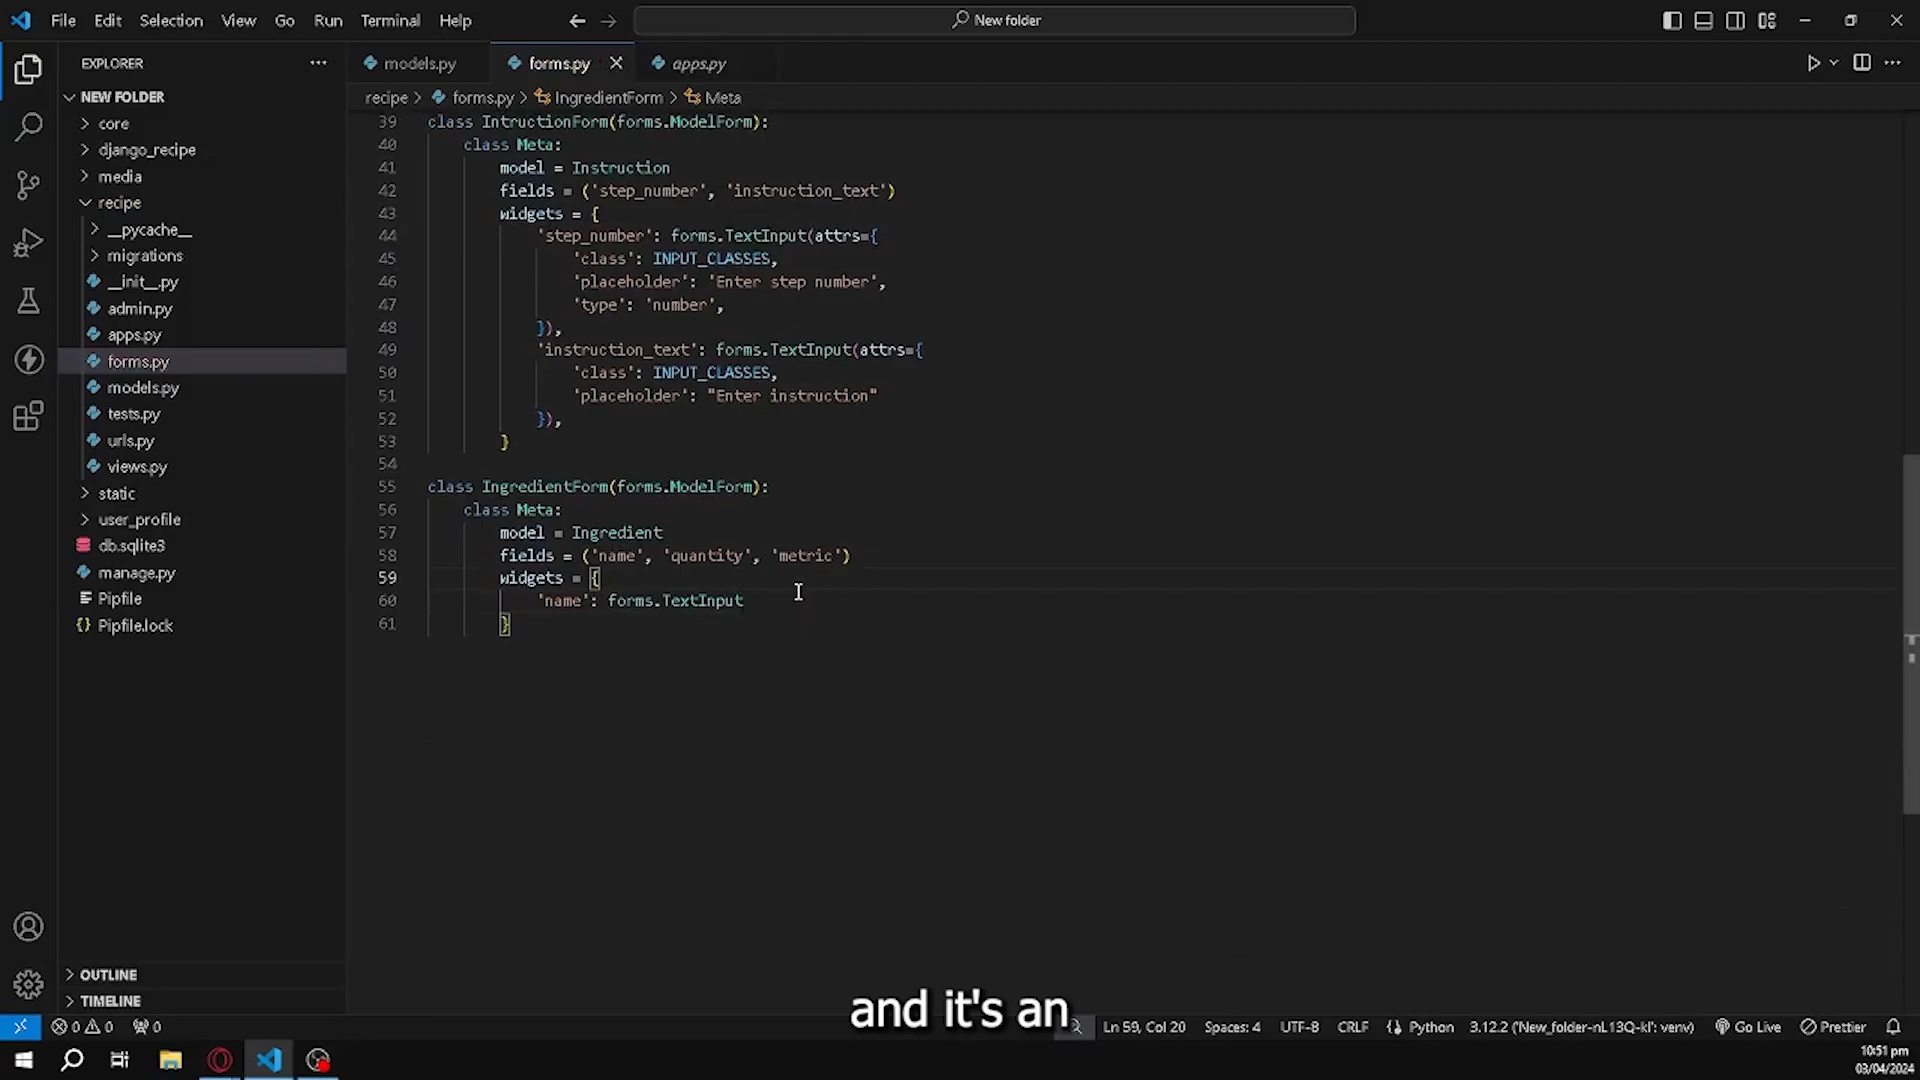 File Edit Selection View Go Run Terminal Help
New folder
EXPLORER
models.py
forms.py
apps.py
NEW FOLDER
recipe > forms.py > IngredientForm > Meta
core
django_recipe
media
recipe
__pycache__
migrations
__init__.py
admin.py
apps.py
forms.py
models.py
tests.py
urls.py
views.py
static
user_profile
db.sqlite3
manage.py
Pipfile
Pipfile.lock
OUTLINE
TIMELINE
39 class IntructionForm(forms.ModelForm):
40 class Meta:
41 model = Instruction
42 fields = ('step_number', 'instruction_text')
43 widgets = {
44 'step_number': forms.TextInput(attrs={
45 'class': INPUT_CLASSES,
46 'placeholder': 'Enter step number',
47 'type': 'number',
48 }),
49 'instruction_text': forms.TextInput(attrs={
50 'class': INPUT_CLASSES,
51 'placeholder': "Enter instruction"
52 }),
53 }
54
55 class IngredientForm(forms.ModelForm):
56 class Meta:
57 model = Ingredient
58 fields = ('name', 'quantity', 'metric')
59 widgets = {
60 'name': forms.TextInput
61 }
and it's an
0 0 0
Ln 59, Col 20 Spaces: 4 UTF-8 CRLF {} Python 3.12.2 ('New_folder-nL13Q-kl': venv) Go Live Prettier
10:51 pm
03/04/2024